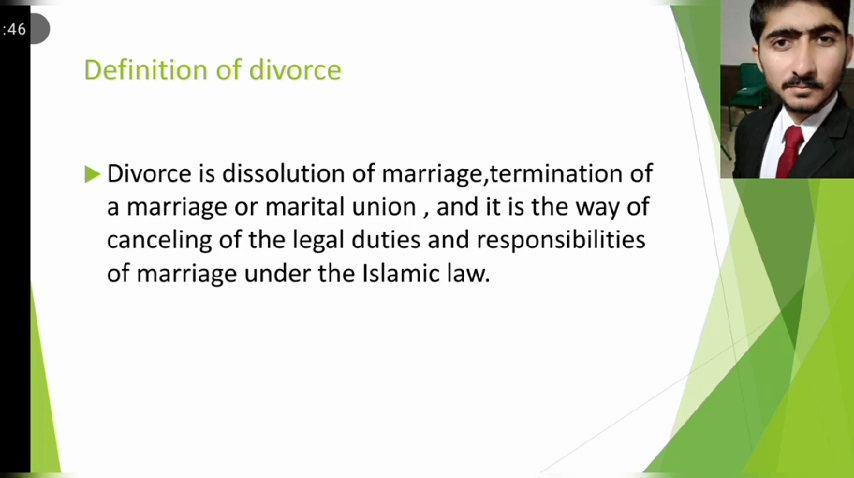 :46
Definition of divorce
Divorce is dissolution of marriage,termination of
a marriage or marital union , and it is the way of
canceling of the legal duties and responsibilities
of marriage under the Islamic law.